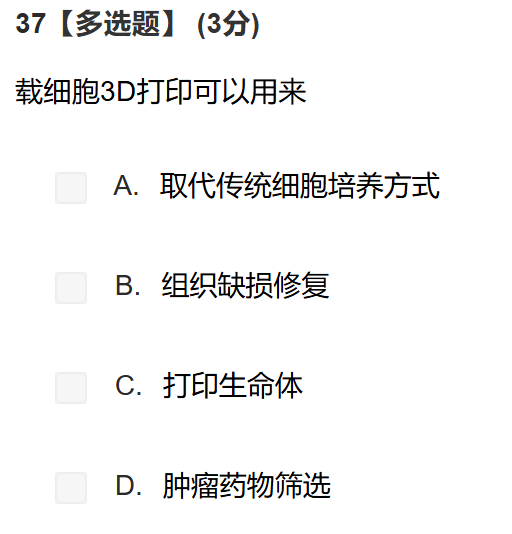 37【多选题】 (3分)
载细胞3D打印可以用来
A. 取代传统细胞培养方式
B. 组织缺损修复
C. 打印生命体
D. 肿瘤药物筛选